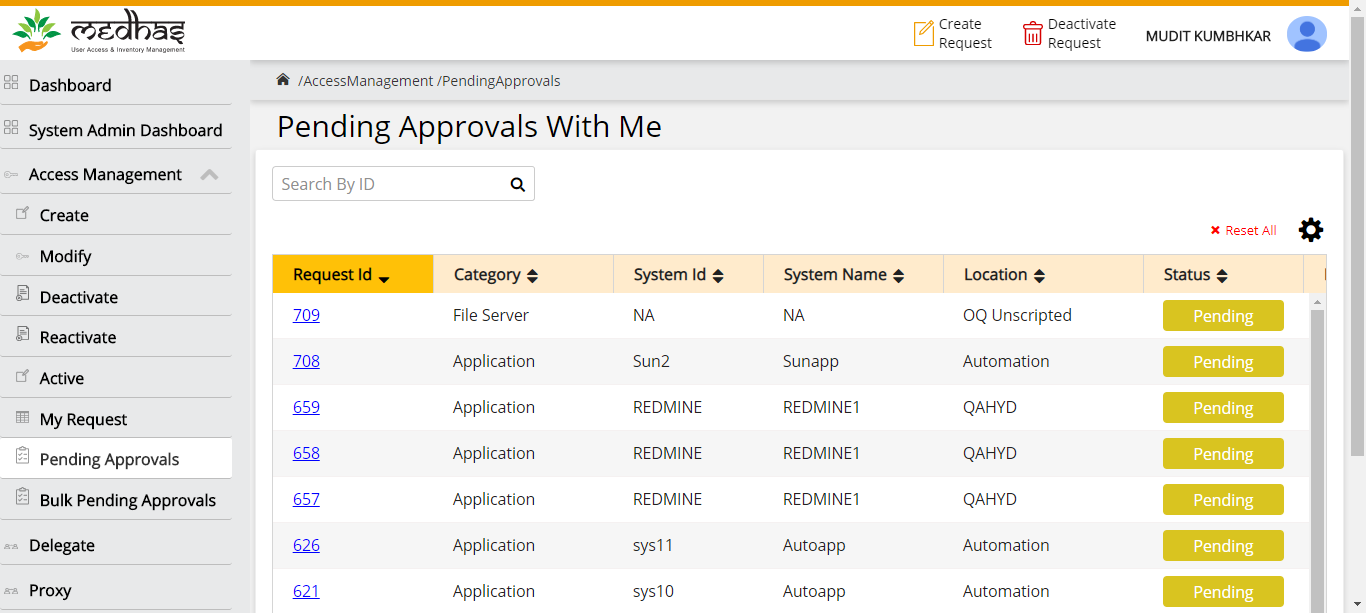 medhas
User Access & Inventory Management
Create
Request
Deactivate
Request
MUDIT KUMBHKAR
Dashboard
System Admin Dashboard
Access Management
Create
Modify
Deactivate
Reactivate
Active
My Request
Pending Approvals
Bulk Pending Approvals
Delegate
Proxy
/AccessManagement /PendingApprovals
Pending Approvals With Me
Search By ID
Reset All
Request Id Category System Id System Name Location Status
709 File Server NA NA OQ Unscripted Pending
708 Application Sun2 Sunapp Automation Pending
659 Application REDMINE REDMINE1 QAHYD Pending
658 Application REDMINE REDMINE1 QAHYD Pending
657 Application REDMINE REDMINE1 QAHYD Pending
626 Application sys11 Autoapp Automation Pending
621 Application sys10 Autoapp Automation Pending